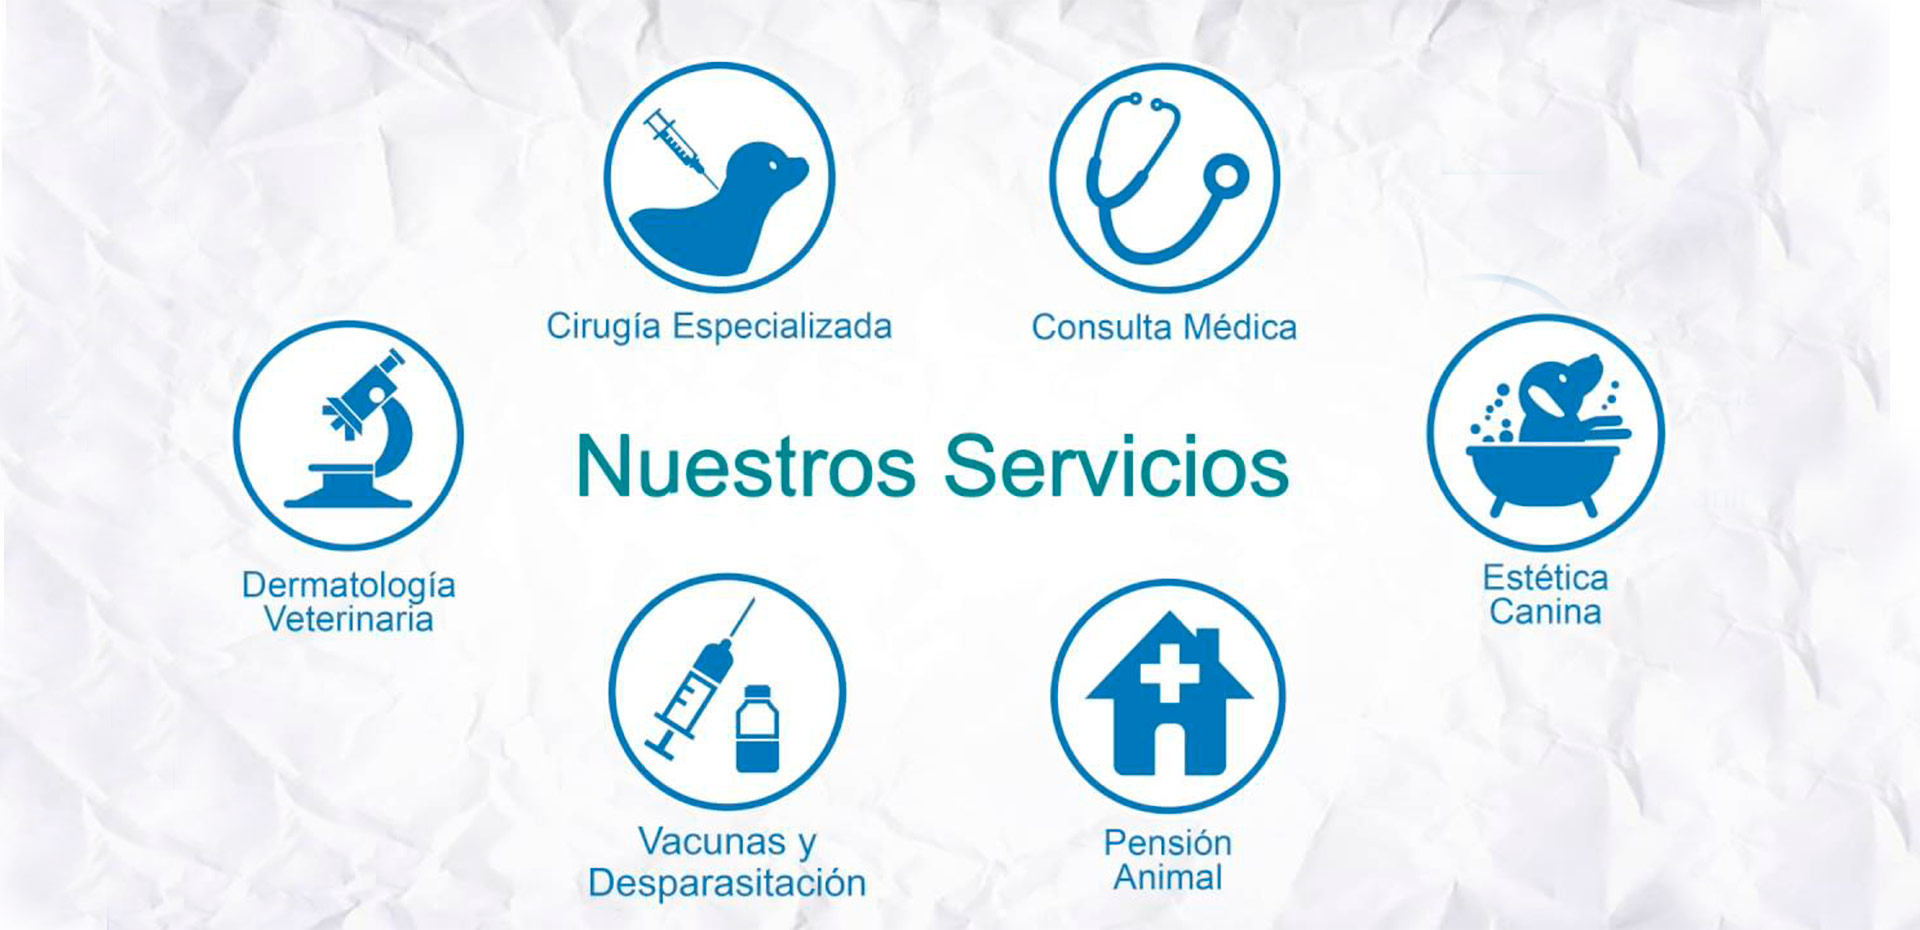 Cirugía Especializada
Consulta Médica
Nuestros Servicios
Dermatología
Veterinaria
Estética
Canina
Vacunas y
Desparasitación
Pensión
Animal